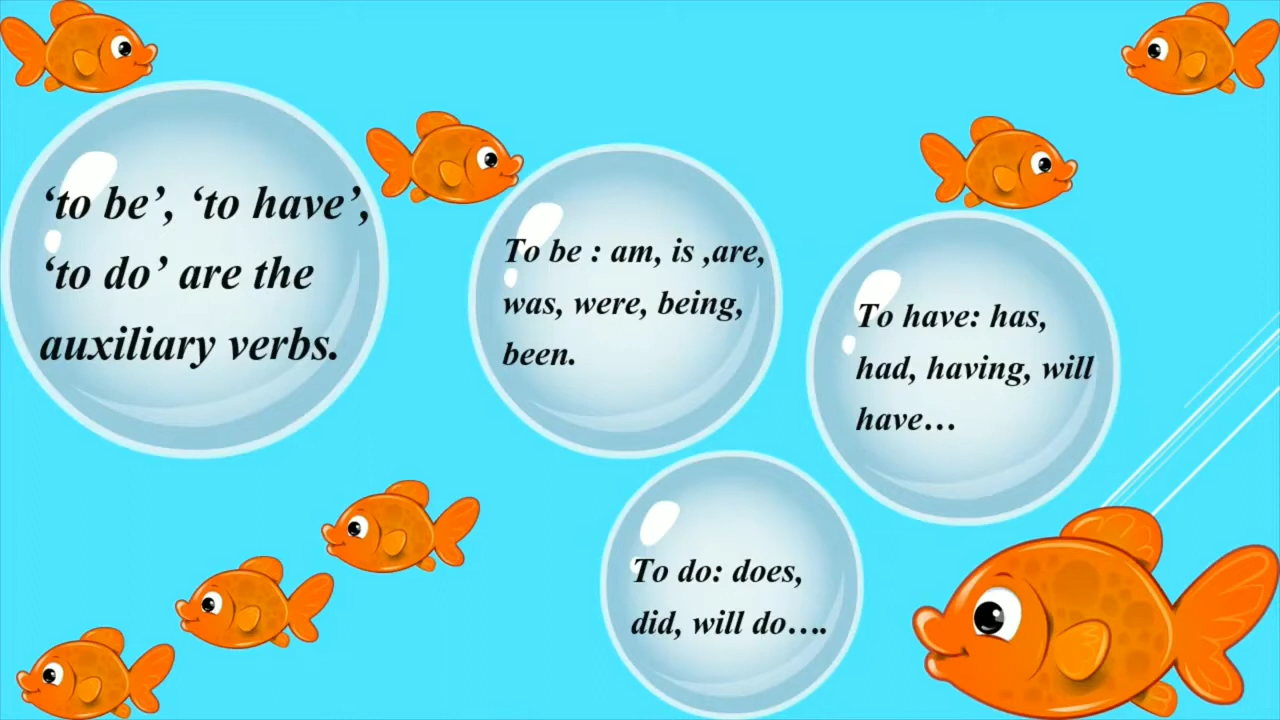 ‘to be’, ‘to have’,
‘to do’ are the
auxiliary verbs.
To be : am, is ,are,
was, were, being,
been.
To have: has,
had, having, will
have…
To do: does,
did, will do….